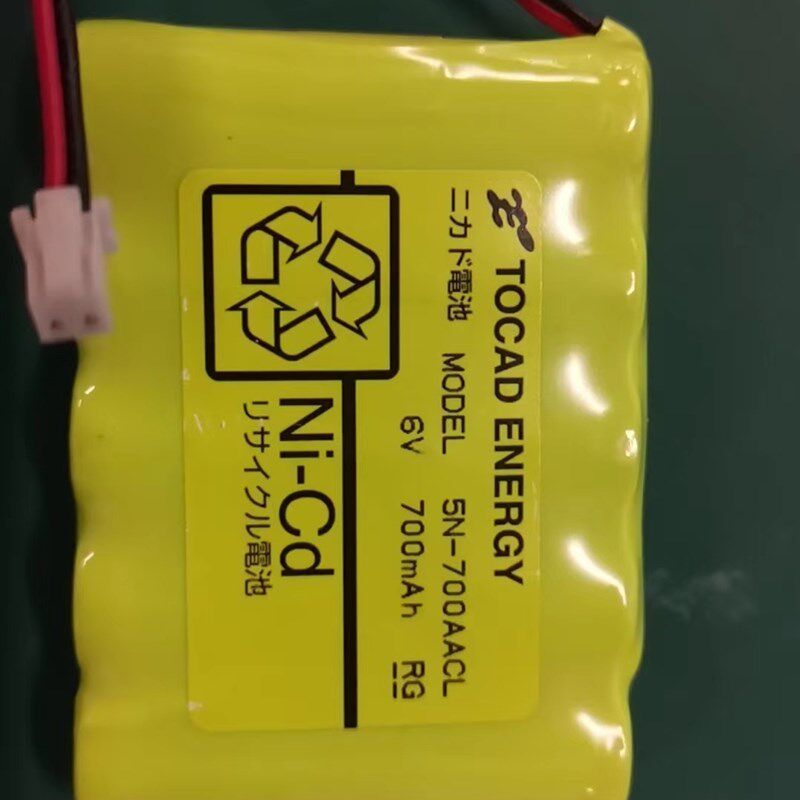 TOCAD ENERGY
ニカド電池 MODEL 5N-700AACL
6V 700mAh RG
Ni-Cd
リサイクル電池